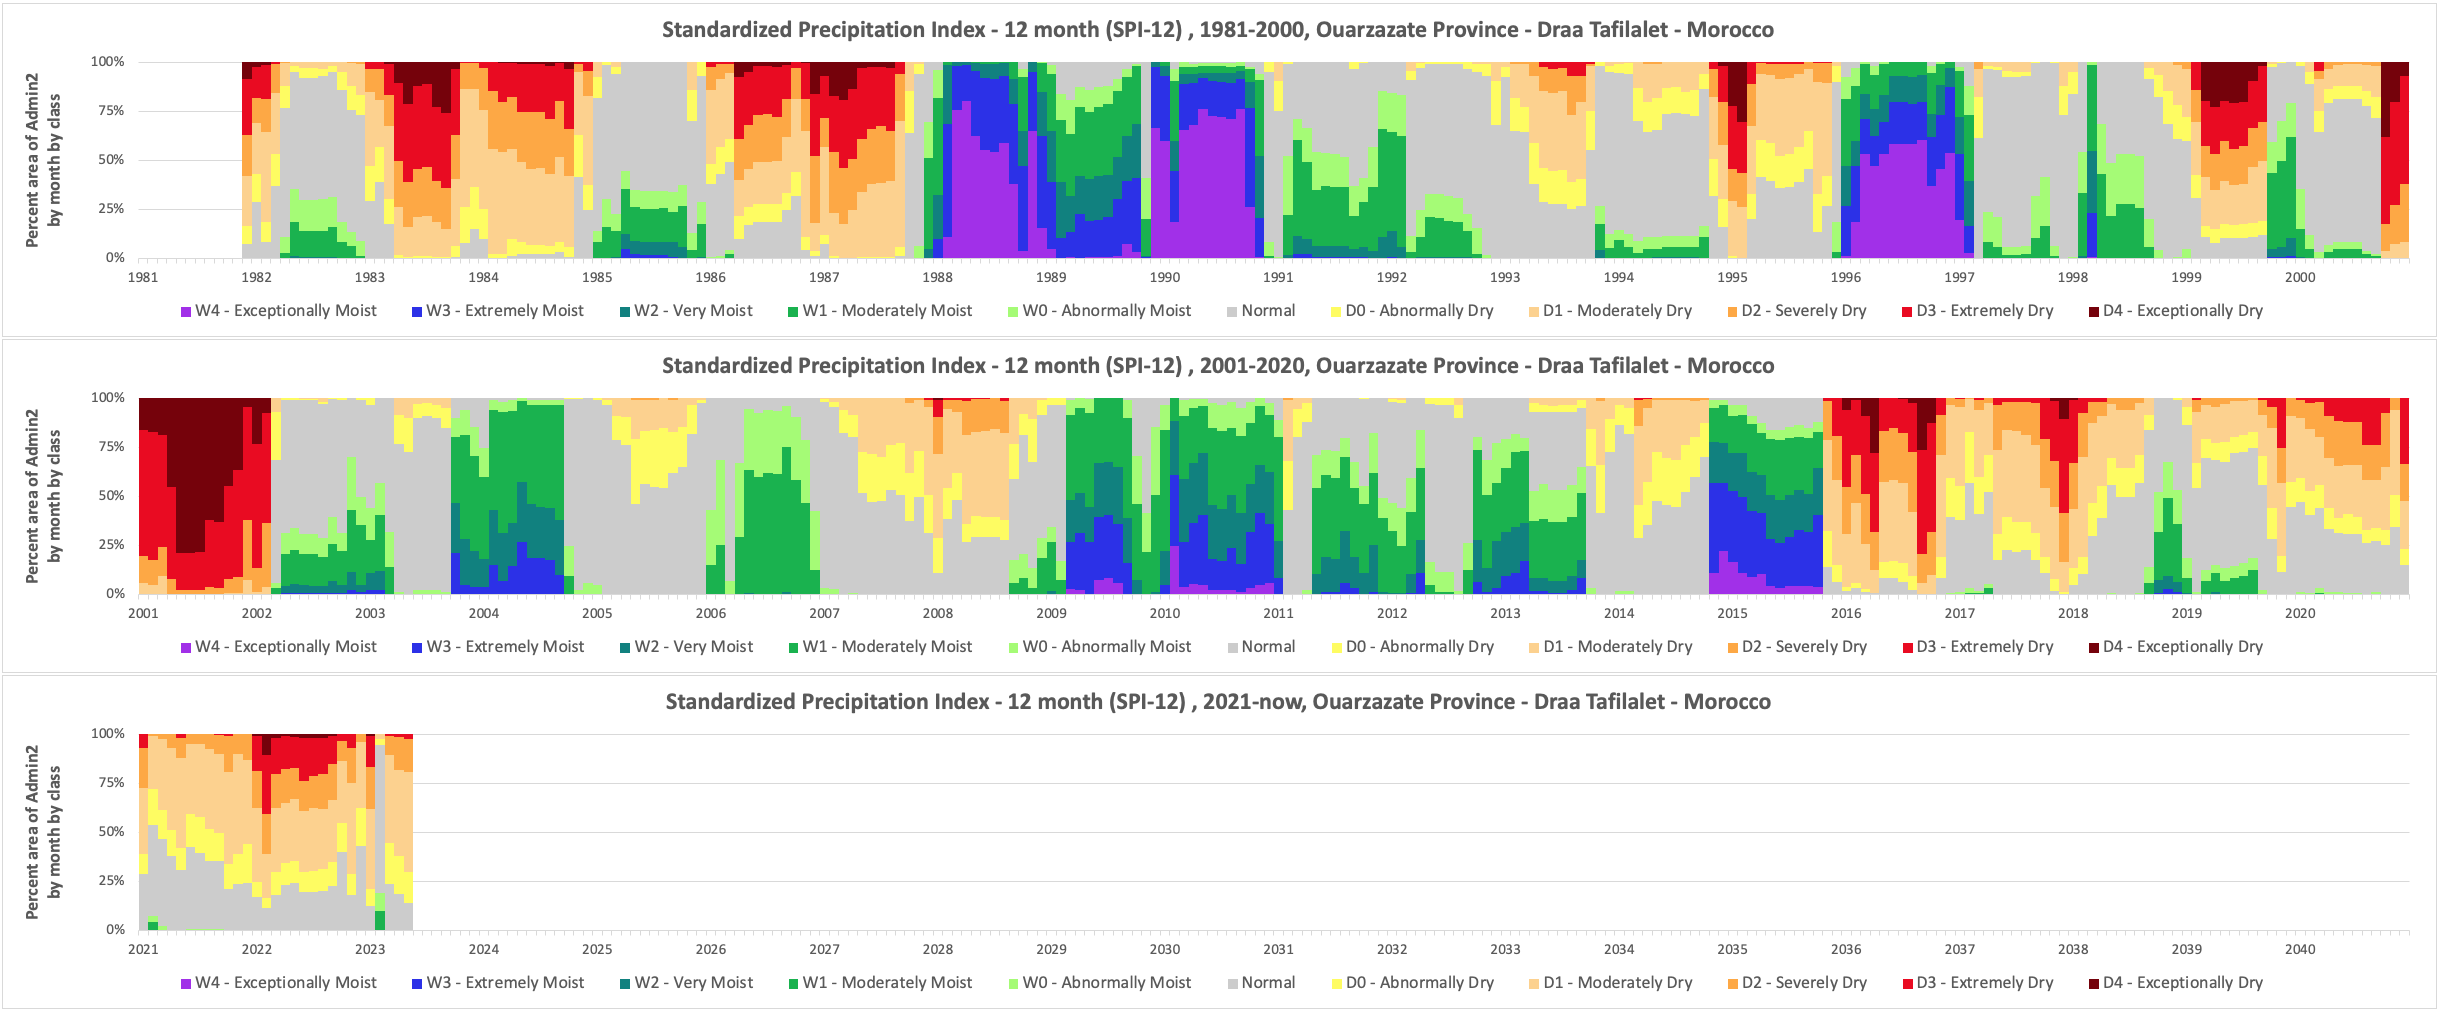 Standardized Precipitation Index - 12 month (SPI-12) , 1981-2000, Ouarzazate Province - Draa Tafilalet - Morocco
Percent area of Admin2
by month by class
100%
75%
50%
25%
0%
1981 1982 1983 1984 1985 1986 1987 1988 1989 1990 1991 1992 1993 1994 1995 1996 1997 1998 1999 2000
W4 - Exceptionally Moist W3 - Extremely Moist W2 - Very Moist W1 - Moderately Moist W0 - Abnormally Moist Normal D0 - Abnormally Dry D1 - Moderately Dry D2 - Severely Dry D3 - Extremely Dry D4 - Exceptionally Dry
Standardized Precipitation Index - 12 month (SPI-12) , 2001-2020, Ouarzazate Province - Draa Tafilalet - Morocco
Percent area of Admin2
by month by class
100%
75%
50%
25%
0%
2001 2002 2003 2004 2005 2006 2007 2008 2009 2010 2011 2012 2013 2014 2015 2016 2017 2018 2019 2020
W4 - Exceptionally Moist W3 - Extremely Moist W2 - Very Moist W1 - Moderately Moist W0 - Abnormally Moist Normal D0 - Abnormally Dry D1 - Moderately Dry D2 - Severely Dry D3 - Extremely Dry D4 - Exceptionally Dry
Standardized Precipitation Index - 12 month (SPI-12) , 2021-now, Ouarzazate Province - Draa Tafilalet - Morocco
Percent area of Admin2
by month by class
100%
75%
50%
25%
0%
2021 2022 2023 2024 2025 2026 2027 2028 2029 2030 2031 2032 2033 2034 2035 2036 2037 2038 2039 2040
W4 - Exceptionally Moist W3 - Extremely Moist W2 - Very Moist W1 - Moderately Moist W0 - Abnormally Moist Normal D0 - Abnormally Dry D1 - Moderately Dry D2 - Severely Dry D3 - Extremely Dry D4 - Exceptionally Dry